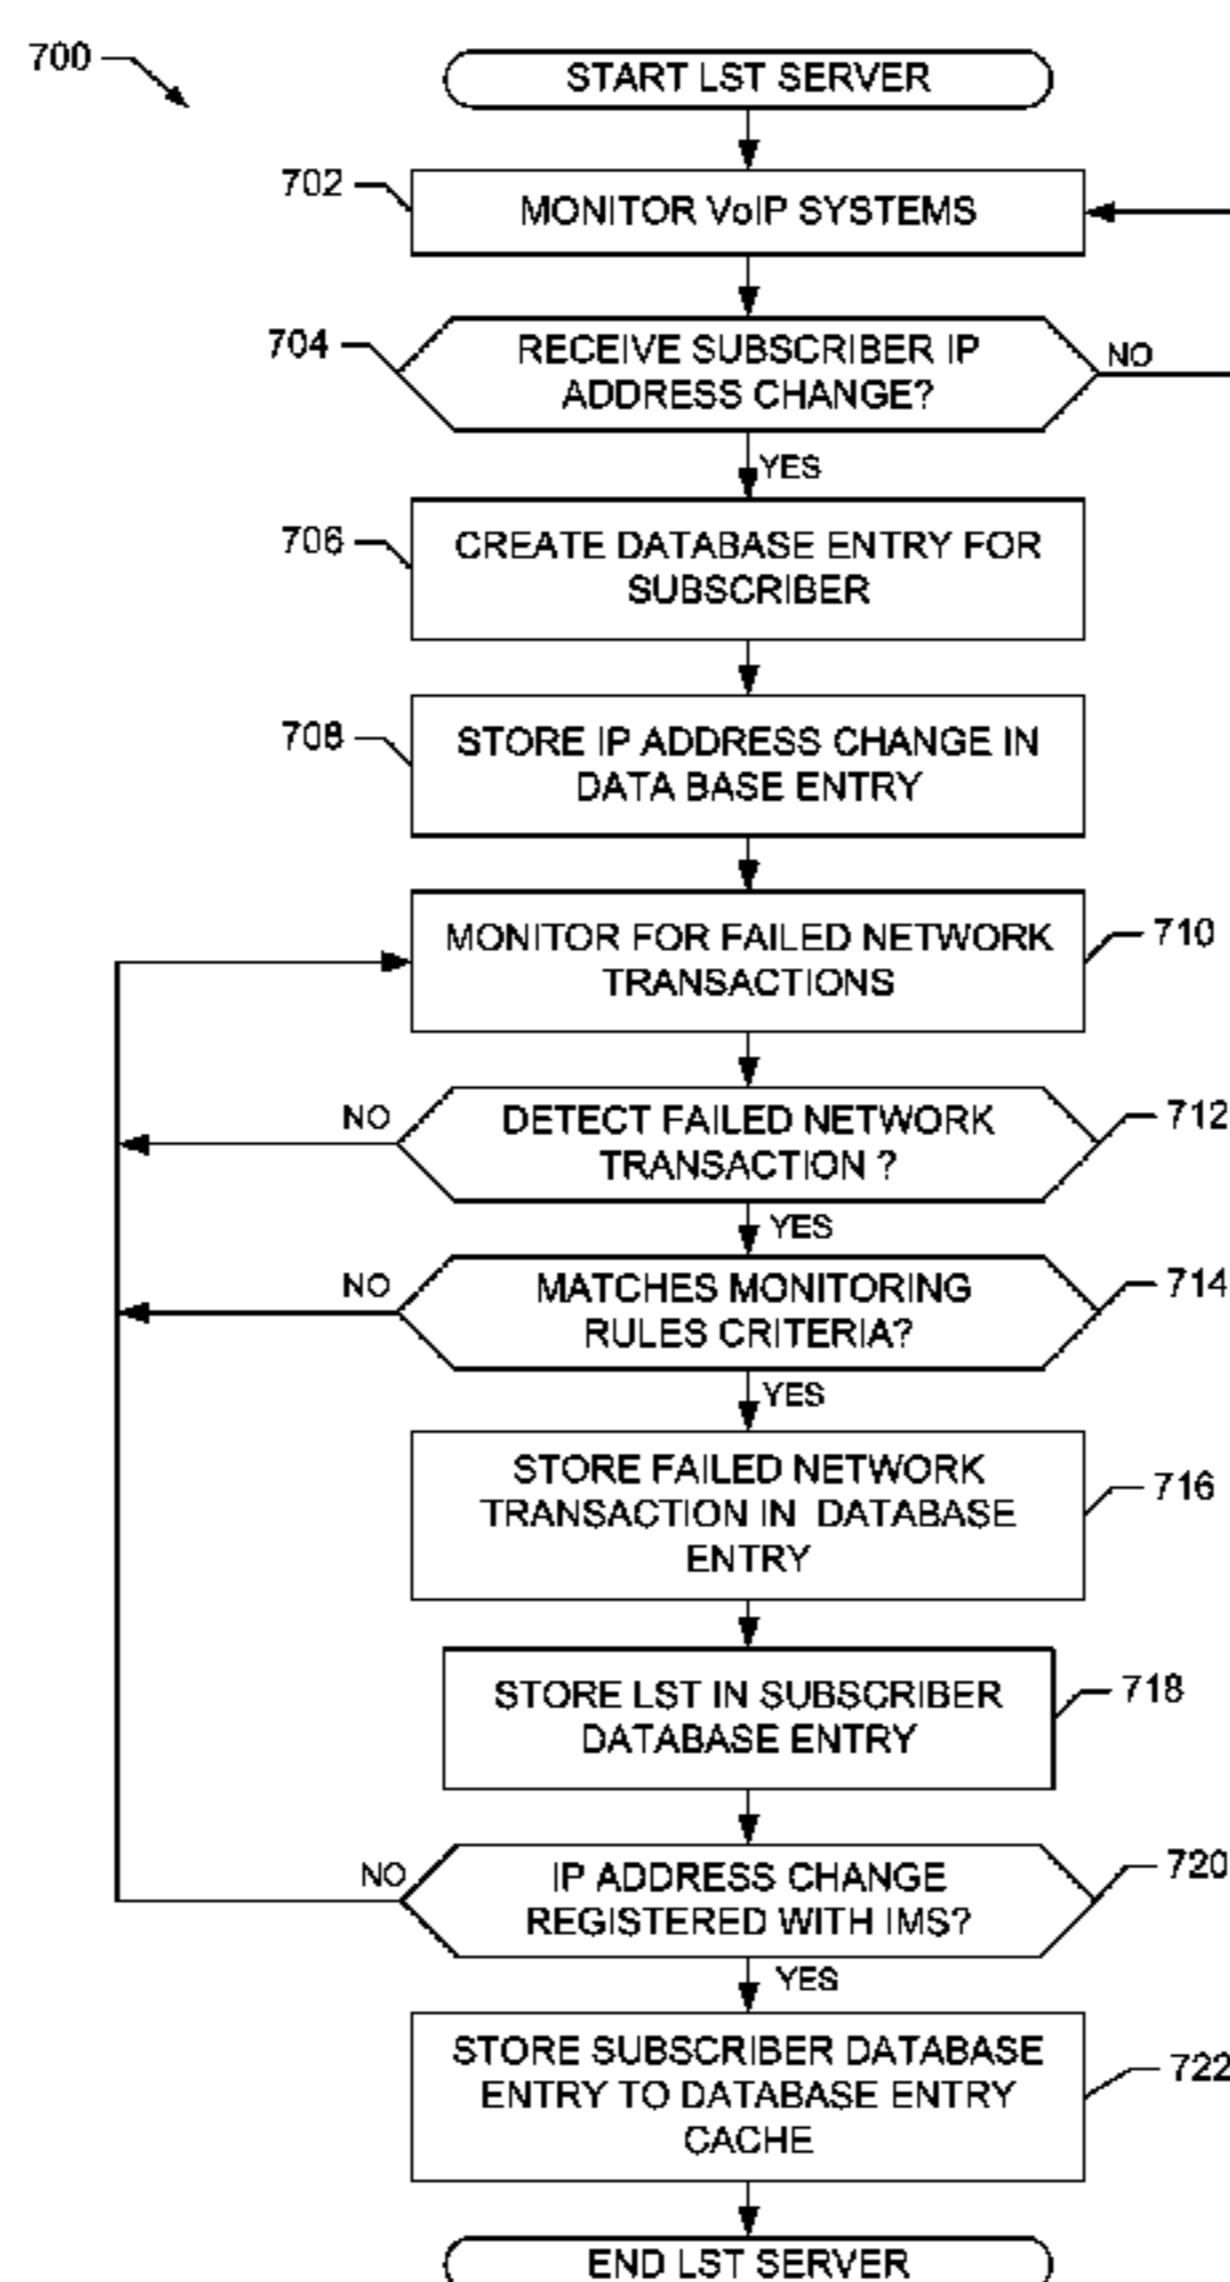 700
START LST SERVER
702
MONITOR VoIP SYSTEMS
704
RECEIVE SUBSCRIBER IP
ADDRESS CHANGE?
NO
YES
706
CREATE DATABASE ENTRY FOR
SUBSCRIBER
708
STORE IP ADDRESS CHANGE IN
DATA BASE ENTRY
MONITOR FOR FAILED NETWORK
TRANSACTIONS
710
NO
DETECT FAILED NETWORK
TRANSACTION ?
712
YES
NO
MATCHES MONITORING
RULES CRITERIA?
714
YES
STORE FAILED NETWORK
TRANSACTION IN DATABASE
ENTRY
716
STORE LST IN SUBSCRIBER
DATABASE ENTRY
718
NO
IP ADDRESS CHANGE
REGISTERED WITH IMS?
720
YES
STORE SUBSCRIBER DATABASE
ENTRY TO DATABASE ENTRY
CACHE
722
END LST SERVER